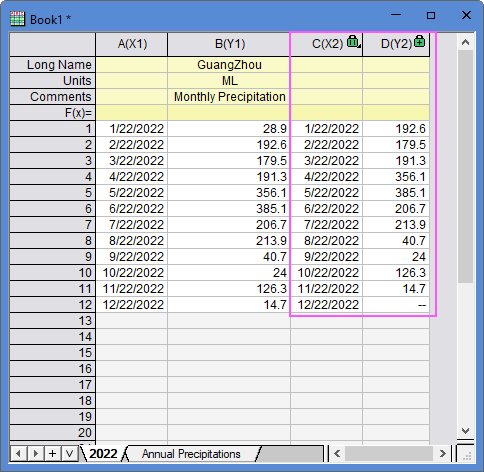 Book1 *
A(X1) B(Y1) C(X2) D(Y2)
Long Name GuangZhou
Units ML
Comments Monthly Precipitation
F(x)=
1 1/22/2022 28.9 1/22/2022 192.6
2 2/22/2022 192.6 2/22/2022 179.5
3 3/22/2022 179.5 3/22/2022 191.3
4 4/22/2022 191.3 4/22/2022 356.1
5 5/22/2022 356.1 5/22/2022 385.1
6 6/22/2022 385.1 6/22/2022 206.7
7 7/22/2022 206.7 7/22/2022 213.9
8 8/22/2022 213.9 8/22/2022 40.7
9 9/22/2022 40.7 9/22/2022 24
10 10/22/2022 24 10/22/2022 126.3
11 11/22/2022 126.3 11/22/2022 14.7
12 12/22/2022 14.7 12/22/2022 --
13
14
15
16
17
18
19
20
2022 Annual Precipitations